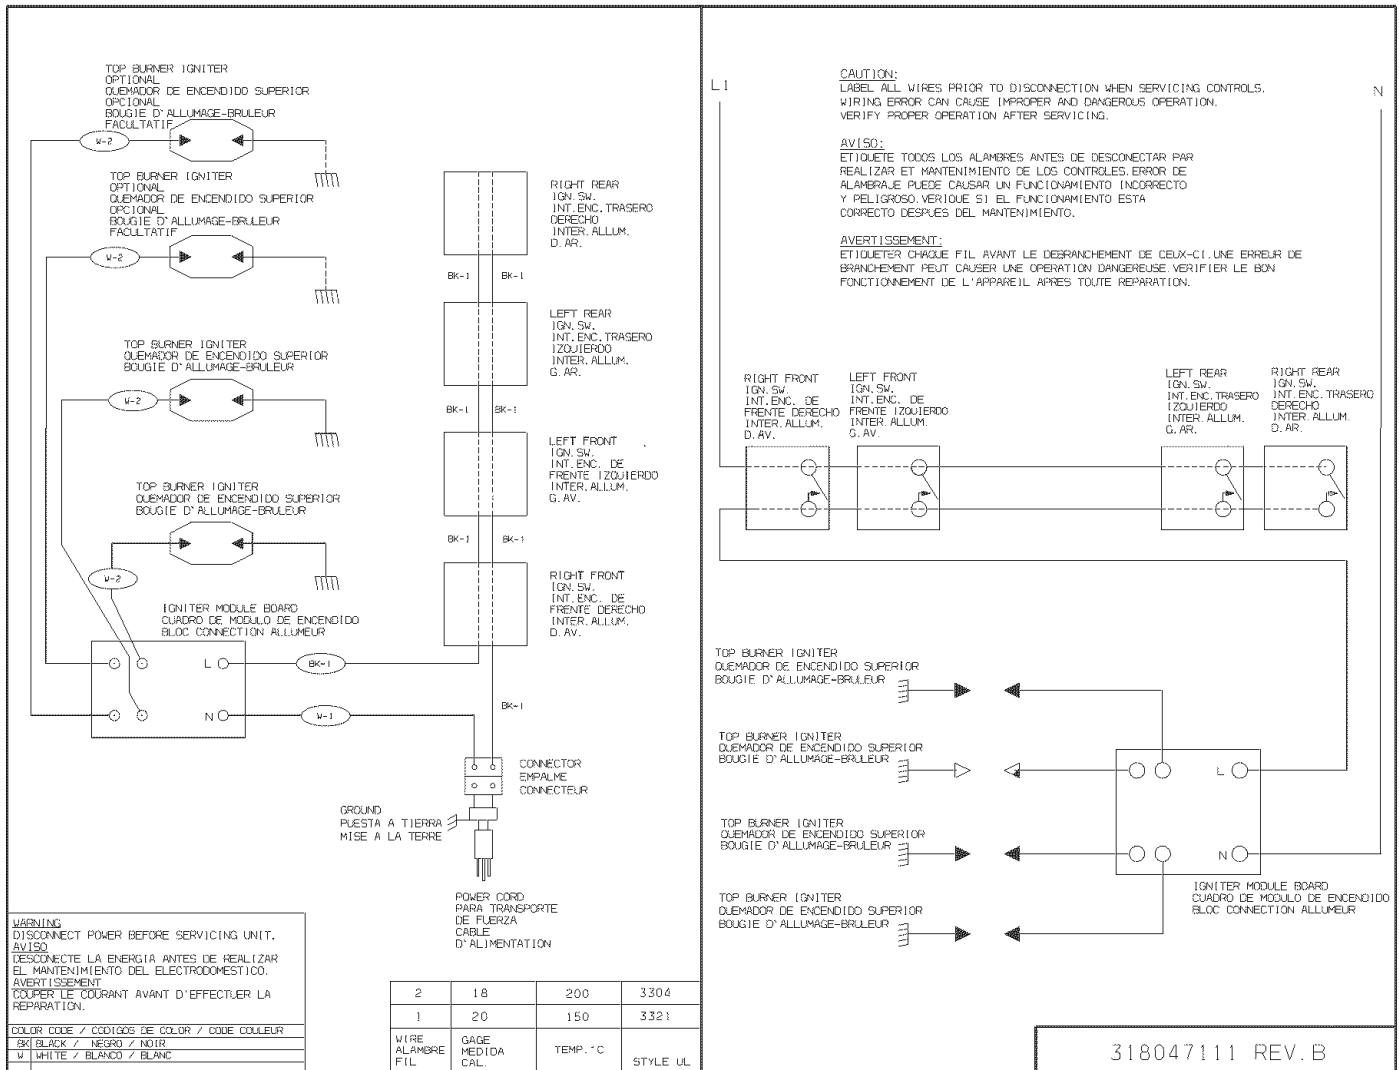 TOP BURNER IGNITER
OPTIONAL
QUEMADOR DE ENCENDIDO SUPERIOR
OPCIONAL
BOUGIE D'ALLUMAGE-BRULEUR
FACULTATIF
W-2
TOP BURNER IGNITER
OPTIONAL
QUEMADOR DE ENCENDIDO SUPERIOR
OPCIONAL
BOUGIE D'ALLUMAGE-BRULEUR
FACULTATIF
W-2
TOP BURNER IGNITER
QUEMADOR DE ENCENDIDO SUPERIOR
BOUGIE D'ALLUMAGE-BRULEUR
W-2
TOP BURNER IGNITER
QUEMADOR DE ENCENDIDO SUPERIOR
BOUGIE D'ALLUMAGE-BRULEUR
W-2
IGNITER MODULE BOARD
CUADRO DE MODULO DE ENCENDIDO
BLOC CONNECTION ALLUMEUR
L
BK-1
N
W-1
RIGHT REAR
IGN.SW.
INT.ENC.TRASERO
DERECHO
INTER.ALLUM.
D.AR.
BK-1 BK-1
LEFT REAR
IGN.SW.
INT.ENC.TRASERO
IZQUIERDO
INTER.ALLUM.
G.AR.
BK-1 BK-1
LEFT FRONT
IGN.SW.
INT.ENC. DE
FRENTE IZQUIERDO
INTER.ALLUM.
G.AV.
BK-1 BK-1
RIGHT FRONT
IGN.SW.
INT.ENC. DE
FRENTE DERECHO
INTER.ALLUM.
D.AV.
BK-1
CONNECTOR
EMPALME
CONNECTEUR
GROUND
PUESTA A TIERRA
MISE A LA TERRE
POWER CORD
PARA TRANSPORTE
DE FUERZA
CABLE
D'ALIMENTATION
WARNING
DISCONNECT POWER BEFORE SERVICING UNIT.
AVISO
DESCONECTE LA ENERGIA ANTES DE REALIZAR
EL MANTENIMIENTO DEL ELECTRODOMESTICO.
AVERTISSEMENT
COUPER LE COURANT AVANT D'EFFECTUER LA
REPARATION.
COLOR CODE / CODIGOS DE COLOR / CODE COULEUR
BK BLACK / NEGRO / NOIR
W WHITE / BLANCO / BLANC
2 18 200 3304
1 20 150 3321
WIRE
ALAMBRE
FIL
GAGE
MEDIDA
CAL.
TEMP.°C
STYLE UL
L1
N
CAUTION:
LABEL ALL WIRES PRIOR TO DISCONNECTION WHEN SERVICING CONTROLS.
WIRING ERROR CAN CAUSE IMPROPER AND DANGEROUS OPERATION.
VERIFY PROPER OPERATION AFTER SERVICING.
AVISO:
ETIQUETE TODOS LOS ALAMBRES ANTES DE DESCONECTAR PAR
REALIZAR ET MANTENIMIENTO DE LOS CONTROLES.ERROR DE
ALAMBRAJE PUEDE CAUSAR UN FUNCIONAMIENTO INCORRECTO
Y PELIGROSO.VERIQUE SI EL FUNCIONAMIENTO ESTA
CORRECTO DESPUES DEL MANTENIMIENTO.
AVERTISSEMENT:
ETIQUETER CHAQUE FIL AVANT LE DEBRANCHEMENT DE CEUX-CI.UNE ERREUR DE
BRANCHEMENT PEUT CAUSER UNE OPERATION DANGEREUSE.VERIFIER LE BON
FONCTIONNEMENT DE L'APPAREIL APRES TOUTE REPARATION.
RIGHT FRONT
IGN.SW.
INT.ENC. DE
FRENTE DERECHO
INTER.ALLUM.
D.AV.
LEFT FRONT
IGN.SW.
INT.ENC. DE
FRENTE IZQUIERDO
INTER.ALLUM.
G.AV.
LEFT REAR
IGN.SW.
INT.ENC.TRASERO
IZQUIERDO
INTER.ALLUM.
G.AR.
RIGHT REAR
IGN.SW.
INT.ENC.TRASERO
DERECHO
INTER.ALLUM.
D.AR.
TOP BURNER IGNITER
QUEMADOR DE ENCENDIDO SUPERIOR
BOUGIE D'ALLUMAGE-BRULEUR
TOP BURNER IGNITER
QUEMADOR DE ENCENDIDO SUPERIOR
BOUGIE D'ALLUMAGE-BRULEUR
TOP BURNER IGNITER
QUEMADOR DE ENCENDIDO SUPERIOR
BOUGIE D'ALLUMAGE-BRULEUR
TOP BURNER IGNITER
QUEMADOR DE ENCENDIDO SUPERIOR
BOUGIE D'ALLUMAGE-BRULEUR
L
N
IGNITER MODULE BOARD
CUADRO DE MODULO DE ENCENDIDO
BLOC CONNECTION ALLUMEUR
318047111 REV.B